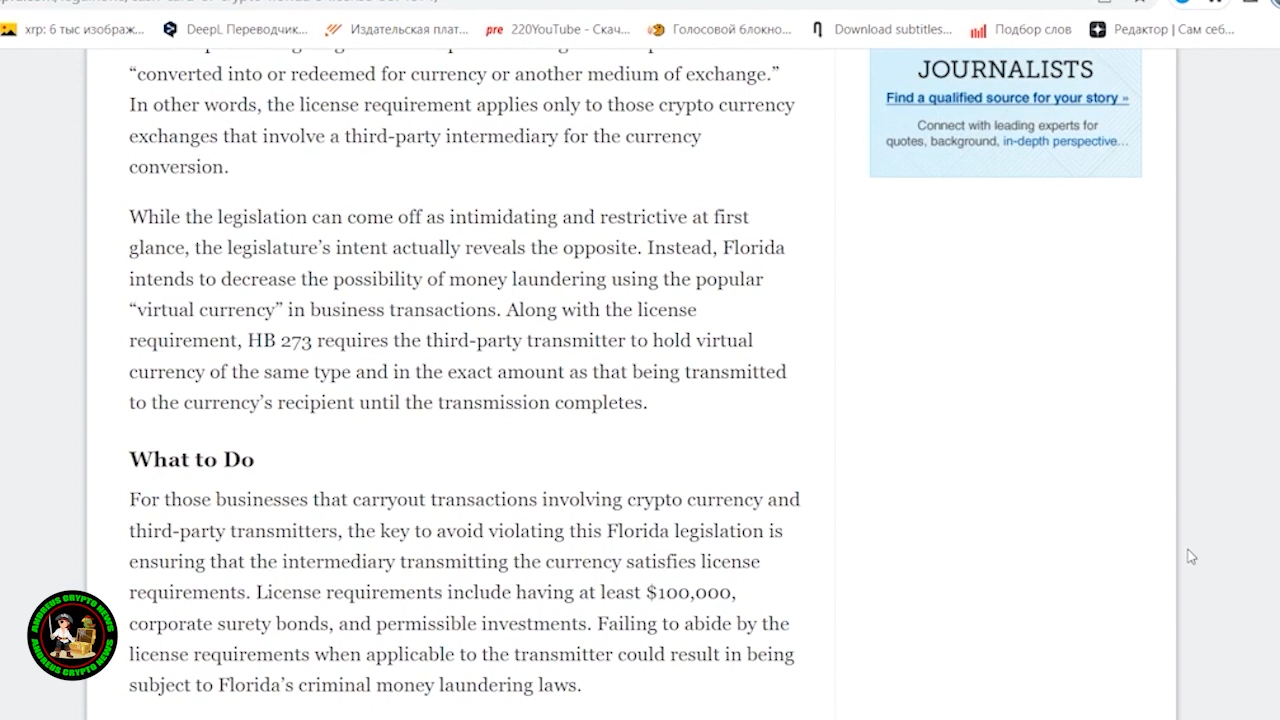 xrp: 6 тыс изображ...
DeepL Переводчик...
Издательская плат...
pre 220YouTube - Скач...
Голосовой блокно...
Download subtitles...
Подбор слов
Редактор | Сам себ...
“converted into or redeemed for currency or another medium of exchange.”
In other words, the license requirement applies only to those crypto currency
exchanges that involve a third-party intermediary for the currency
conversion.
While the legislation can come off as intimidating and restrictive at first
glance, the legislature’s intent actually reveals the opposite. Instead, Florida
intends to decrease the possibility of money laundering using the popular
“virtual currency” in business transactions. Along with the license
requirement, HB 273 requires the third-party transmitter to hold virtual
currency of the same type and in the exact amount as that being transmitted
to the currency’s recipient until the transmission completes.
What to Do
For those businesses that carryout transactions involving crypto currency and
third-party transmitters, the key to avoid violating this Florida legislation is
ensuring that the intermediary transmitting the currency satisfies license
requirements. License requirements include having at least $100,000,
corporate surety bonds, and permissible investments. Failing to abide by the
license requirements when applicable to the transmitter could result in being
subject to Florida’s criminal money laundering laws.
JOURNALISTS
Find a qualified source for your story »
Connect with leading experts for
quotes, background, in-depth perspective...
ANDREUS CRYPTO NEWS
ANDREUS CRYPTO NEWS